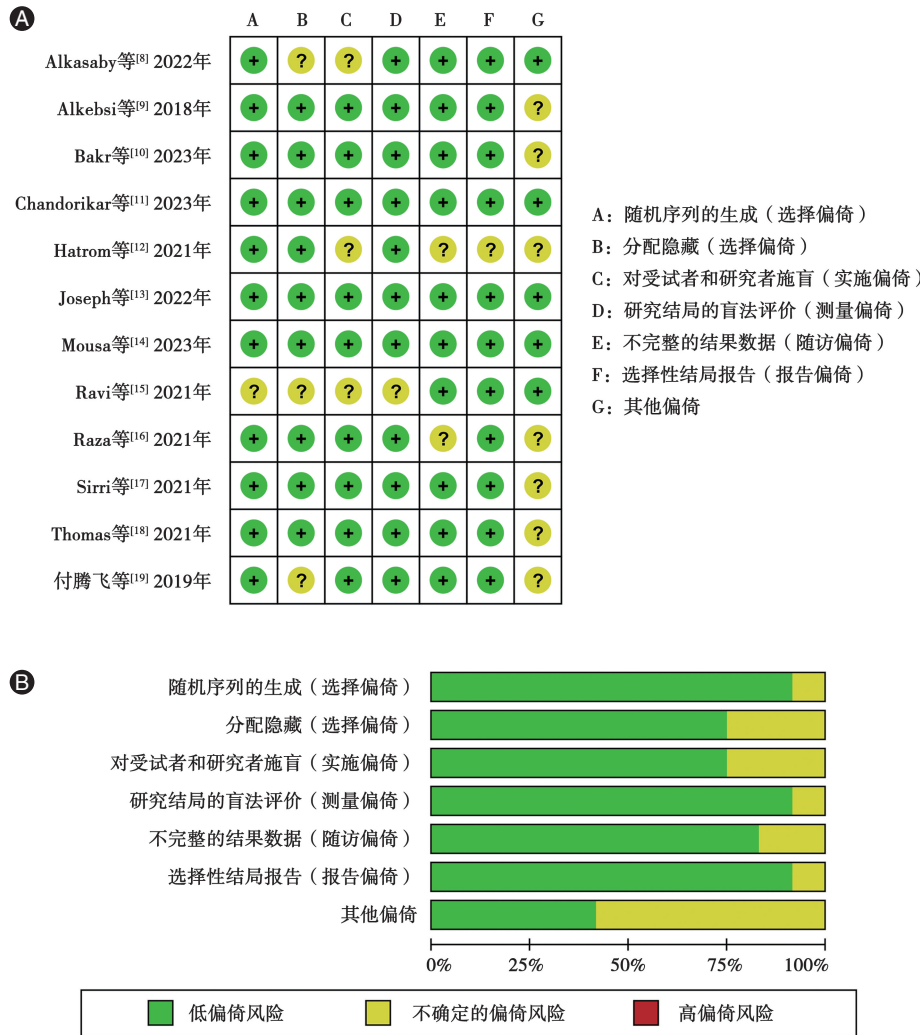 A
A B C D E F G
Alkasaby等[8] 2022年 + ? ? + + + +
Alkebsi等[9] 2018年 + + + + + + ?
Bakr等[10] 2023年 + + + + + + ?
Chandorikar等[11] 2023年 + + + + + + +
Hatrom等[12] 2021年 + + ? + ? ? ?
Joseph等[13] 2022年 + + + + + + +
Mousa等[14] 2023年 + + + + + + +
Ravi等[15] 2021年 ? ? ? ? + + +
Raza等[16] 2021年 + + + + ? + ?
Sirri等[17] 2021年 + + + + + + ?
Thomas等[18] 2021年 + + + + + + ?
付腾飞等[19] 2019年 + ? + + + + ?
A：随机序列的生成（选择偏倚）
B：分配隐藏（选择偏倚）
C：对受试者和研究者施盲（实施偏倚）
D：研究结局的盲法评价（测量偏倚）
E：不完整的结果数据（随访偏倚）
F：选择性结局报告（报告偏倚）
G：其他偏倚
B
随机序列的生成（选择偏倚）
分配隐藏（选择偏倚）
对受试者和研究者施盲（实施偏倚）
研究结局的盲法评价（测量偏倚）
不完整的结果数据（随访偏倚）
选择性结局报告（报告偏倚）
其他偏倚
0% 25% 50% 75% 100%
低偏倚风险 不确定的偏倚风险 高偏倚风险